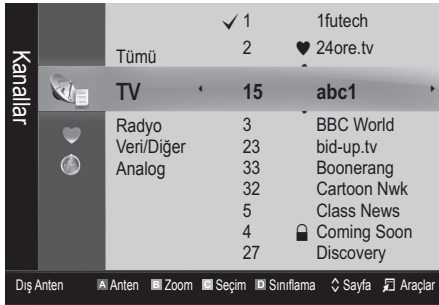 Kanallar
✓ 1 1futech
Tümü 2 ♥ 24ore.tv
TV 15 abc1
Radyo 3 BBC World
Veri/Diğer 23 bid-up.tv
Analog 33 Boonerang
32 Cartoon Nwk
5 Class News
4 Coming Soon
27 Discovery
Dış Anten A Anten B Zoom C Seçim D Sınıflama Sayfa Araçlar